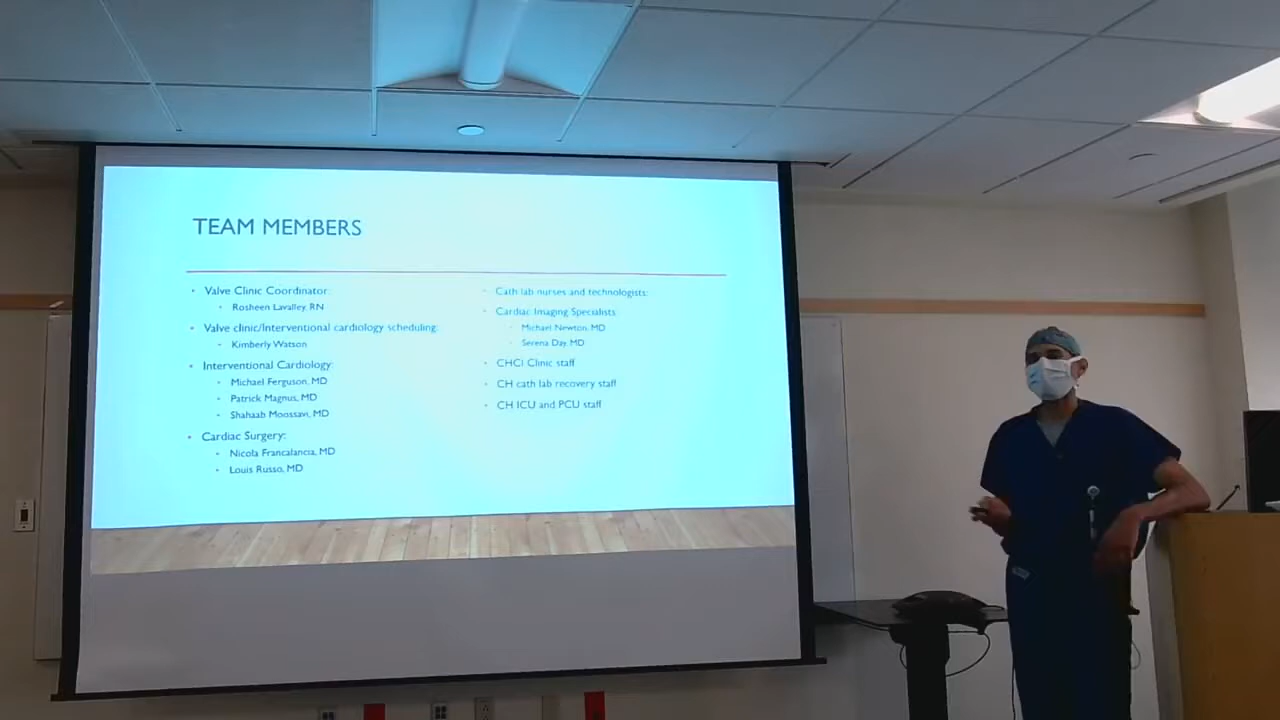 TEAM MEMBERS
Valve Clinic Coordinator:
Rosheen Lavalley, RN
Valve clinic/Interventional cardiology scheduling:
Kimberly Watson
Interventional Cardiology:
Michael Ferguson, MD
Patrick Magnus, MD
Shahaab Moossavi, MD
Cardiac Surgery:
Nicola Francalancia, MD
Louis Russo, MD
Cath lab nurses and technologists:
Cardiac Imaging Specialists:
Michael Newton, MD
Serena Day, MD
CHCI Clinic staff
CH cath lab recovery staff
CH ICU and PCU staff